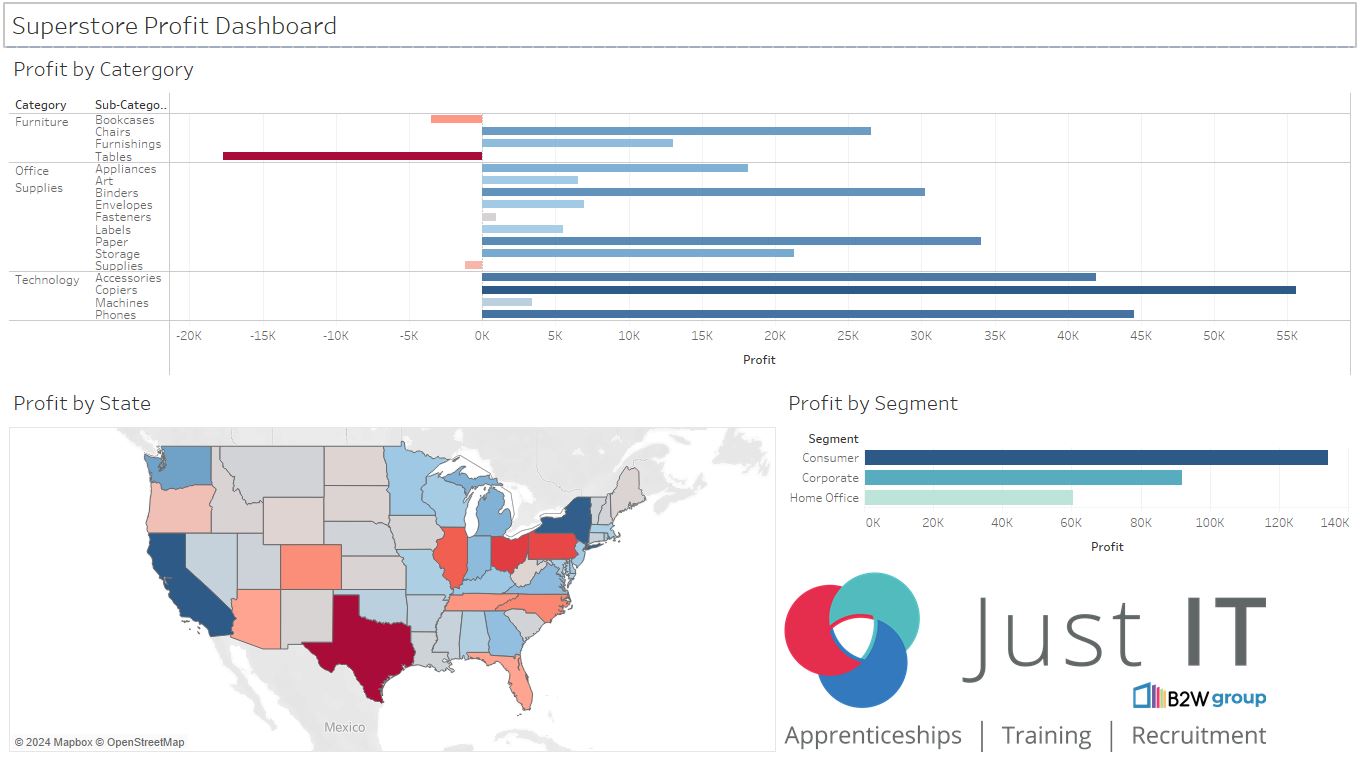 Superstore Profit Dashboard
Profit by Catergory
Category Sub-Catego..
Furniture Bookcases
Chairs
Furnishings
Tables
Office Supplies Appliances
Art
Binders
Envelopes
Fasteners
Labels
Paper
Storage
Supplies
Technology Accessories
Copiers
Machines
Phones
-20K -15K -10K -5K 0K 5K 10K 15K 20K 25K 30K 35K 40K 45K 50K 55K
Profit
Profit by State
Mexico
© 2024 Mapbox © OpenStreetMap
Profit by Segment
Segment
Consumer
Corporate
Home Office
0K 20K 40K 60K 80K 100K 120K 140K
Profit
Just IT
B2W group
Apprenticeships | Training | Recruitment